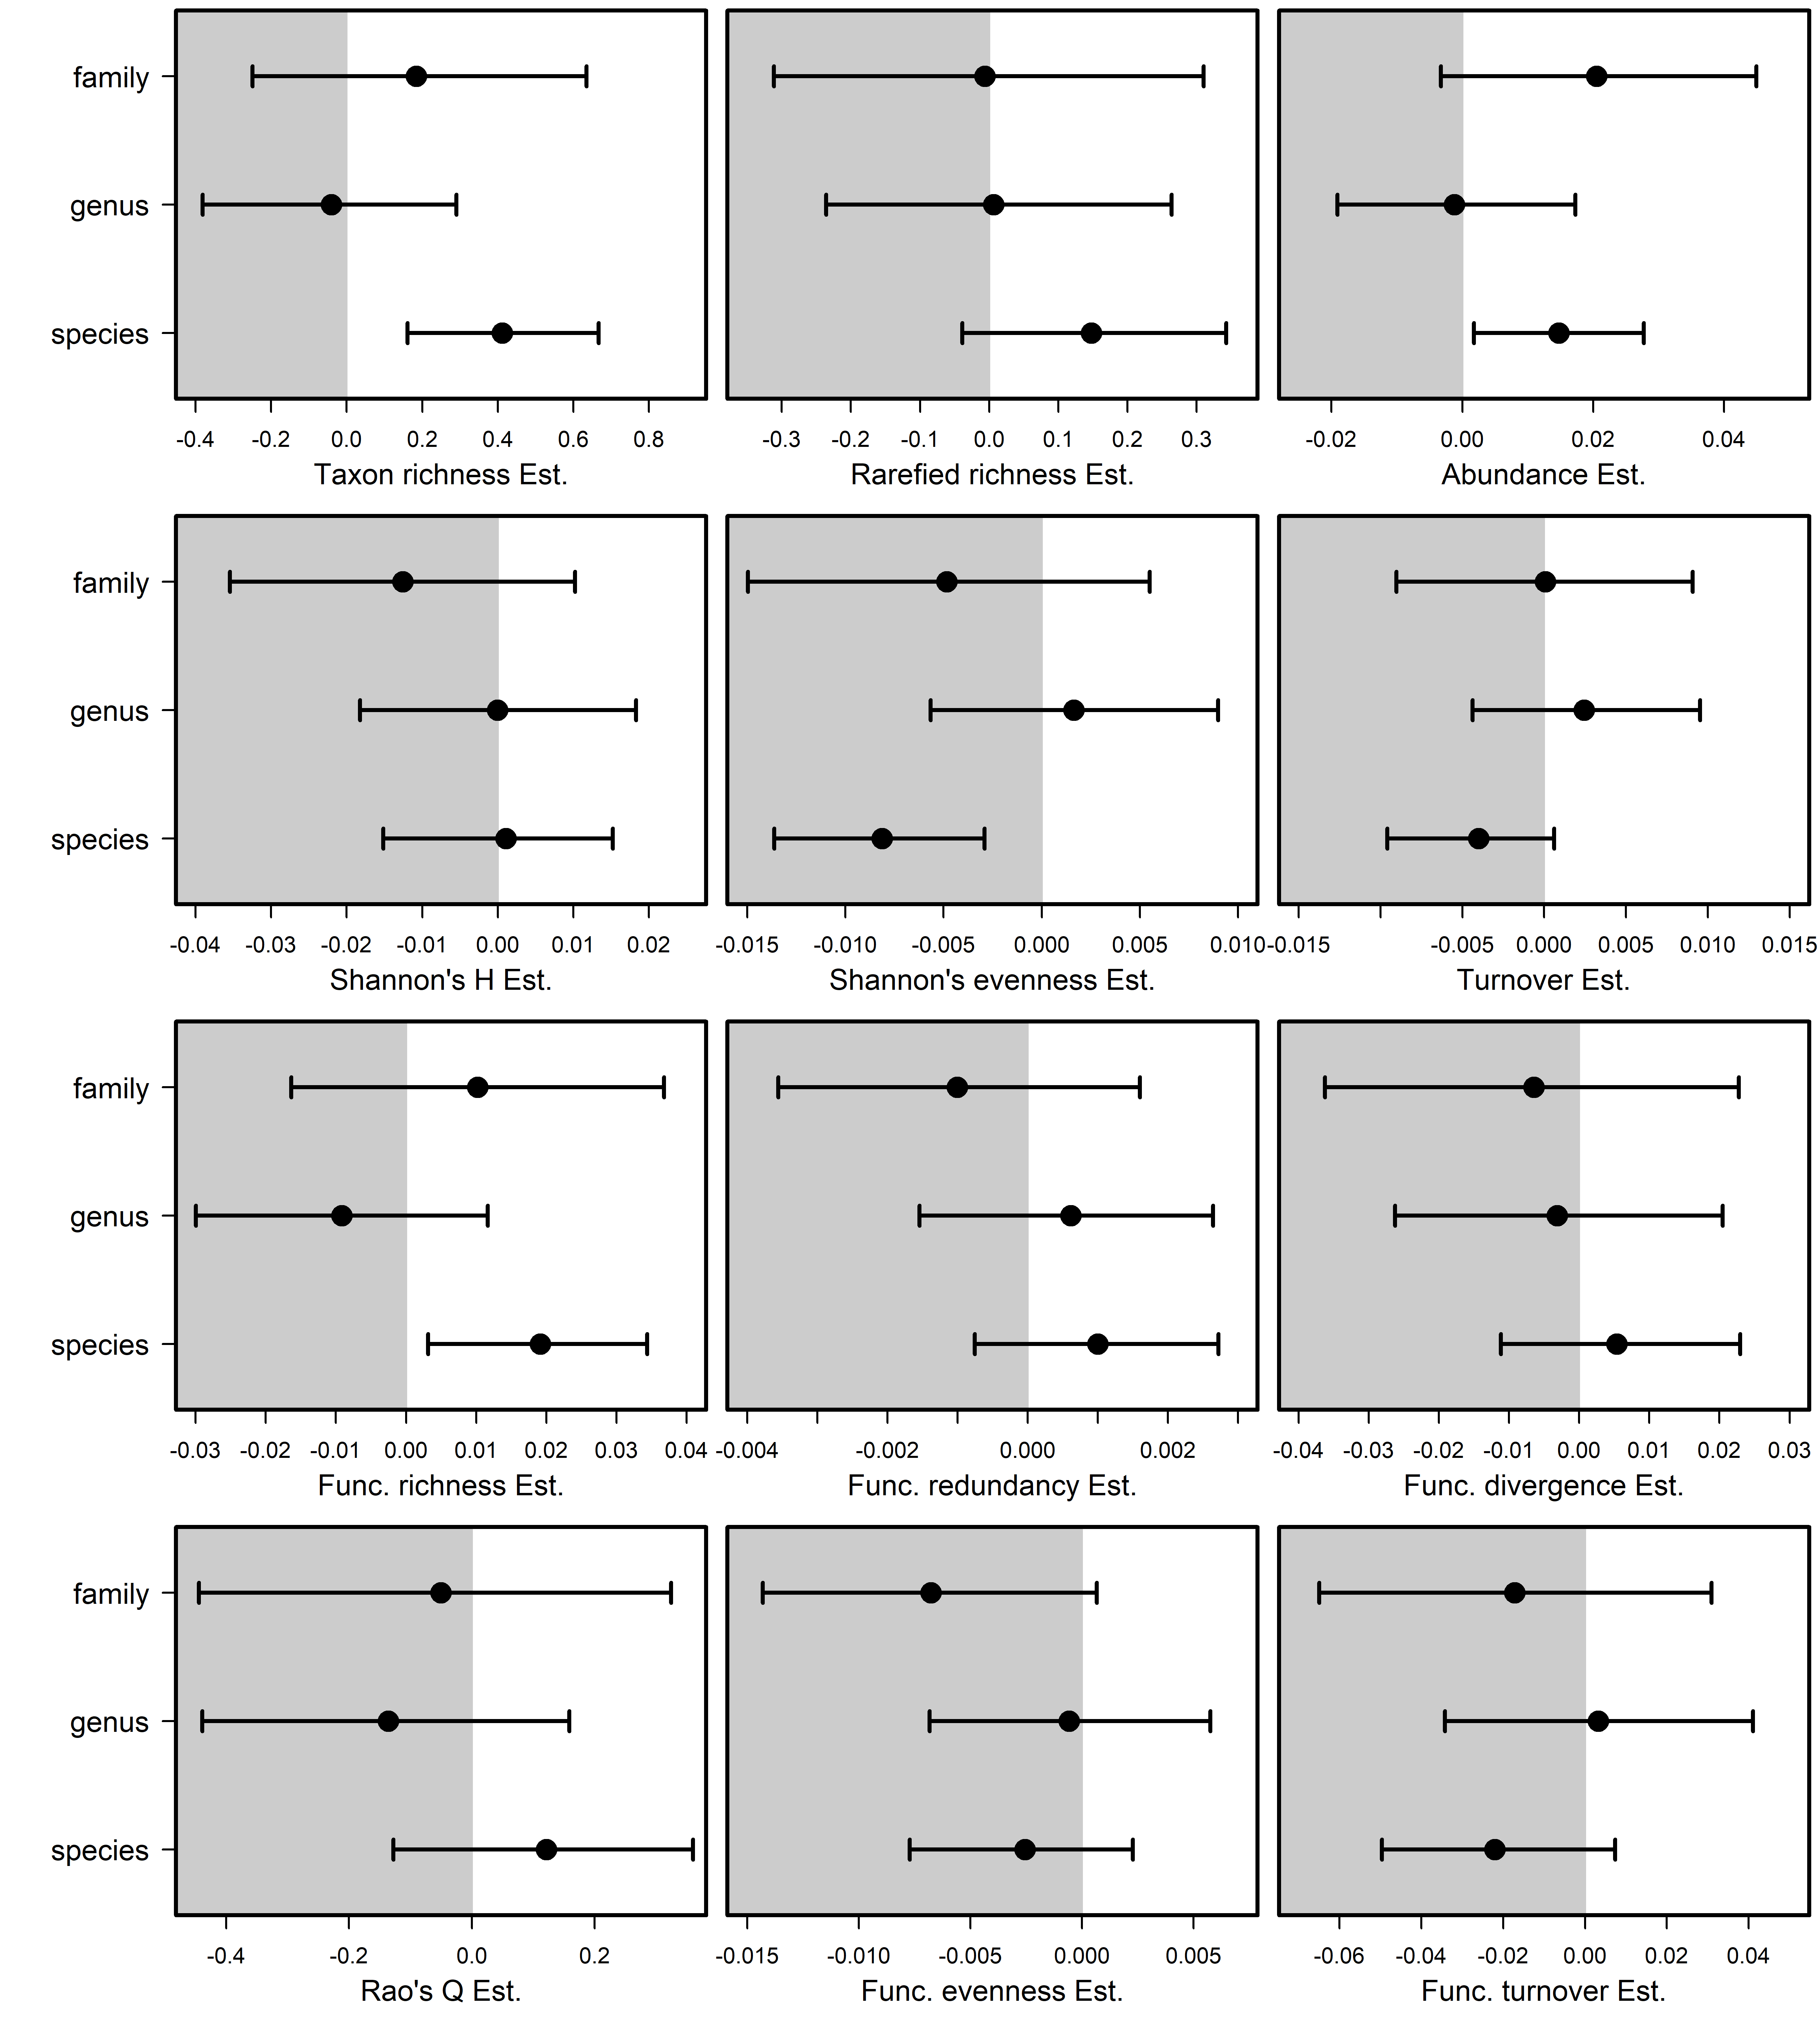 family
genus
species
-0.4 -0.2 0.0 0.2 0.4 0.6 0.8
Taxon richness Est.
-0.3 -0.2 -0.1 0.0 0.1 0.2 0.3
Rarefied richness Est.
-0.02 0.00 0.02 0.04
Abundance Est.
family
genus
species
-0.04 -0.03 -0.02 -0.01 0.00 0.01 0.02
Shannon's H Est.
-0.015 -0.010 -0.005 0.000 0.005 0.010
Shannon's evenness Est.
-0.015 -0.005 0.000 0.005 0.010 0.015
Turnover Est.
family
genus
species
-0.03 -0.02 -0.01 0.00 0.01 0.02 0.03 0.04
Func. richness Est.
-0.004 -0.002 0.000 0.002
Func. redundancy Est.
-0.04 -0.03 -0.02 -0.01 0.00 0.01 0.02 0.03
Func. divergence Est.
family
genus
species
-0.4 -0.2 0.0 0.2
Rao's Q Est.
-0.015 -0.010 -0.005 0.000 0.005
Func. evenness Est.
-0.06 -0.04 -0.02 0.00 0.02 0.04
Func. turnover Est.